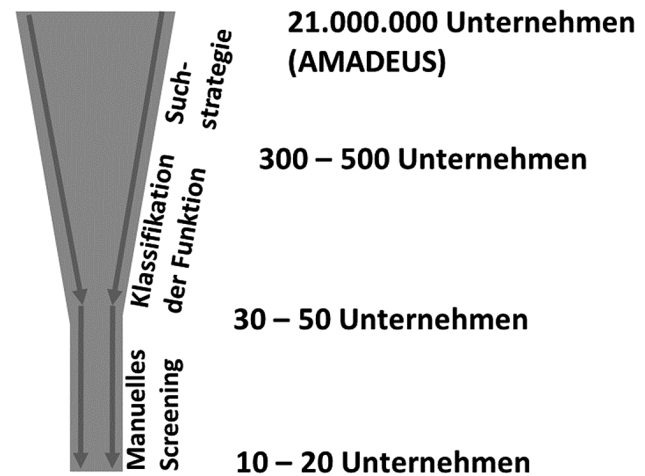 21.000.000 Unternehmen
(AMADEUS)
Such-
strategie
300 – 500 Unternehmen
Klassifikation
der Funktion
30 – 50 Unternehmen
Manuelles
Screening
10 – 20 Unternehmen